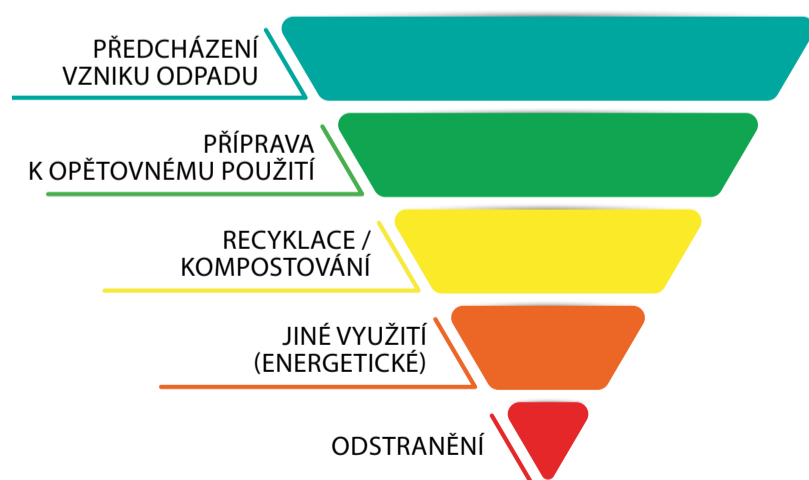 PŘEDCHÁZENÍ
VZNIKU ODPADU
PŘÍPRAVA
K OPĚTOVNÉMU POUŽITÍ
RECYKLACE /
KOMPOSTOVÁNÍ
JINÉ VYUŽITÍ
(ENERGETICKÉ)
ODSTRANĚNÍ